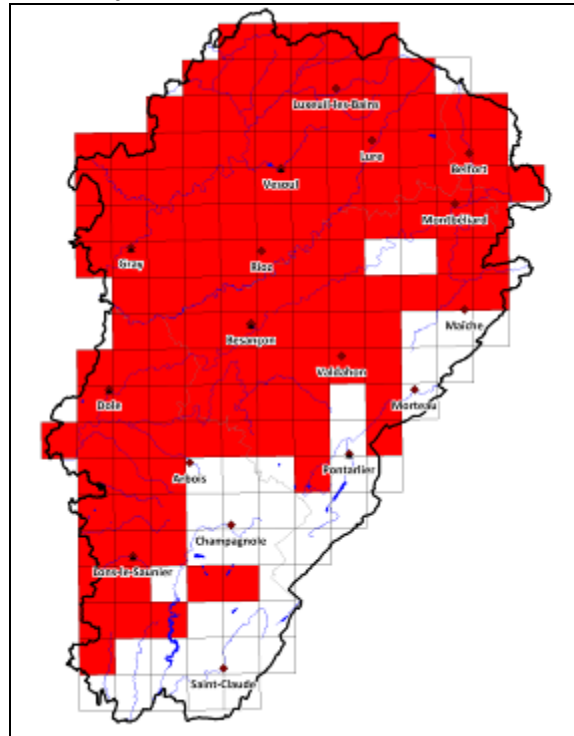 Luxeuil-les-Bains
Lure
Belfort
Vesoul
Montbéliard
Gray
Rioz
Maîche
Besançon
Valdahon
Dole
Morteau
Arbois
Pontarlier
Champagnole
Lons-le-Saunier
Saint-Claude